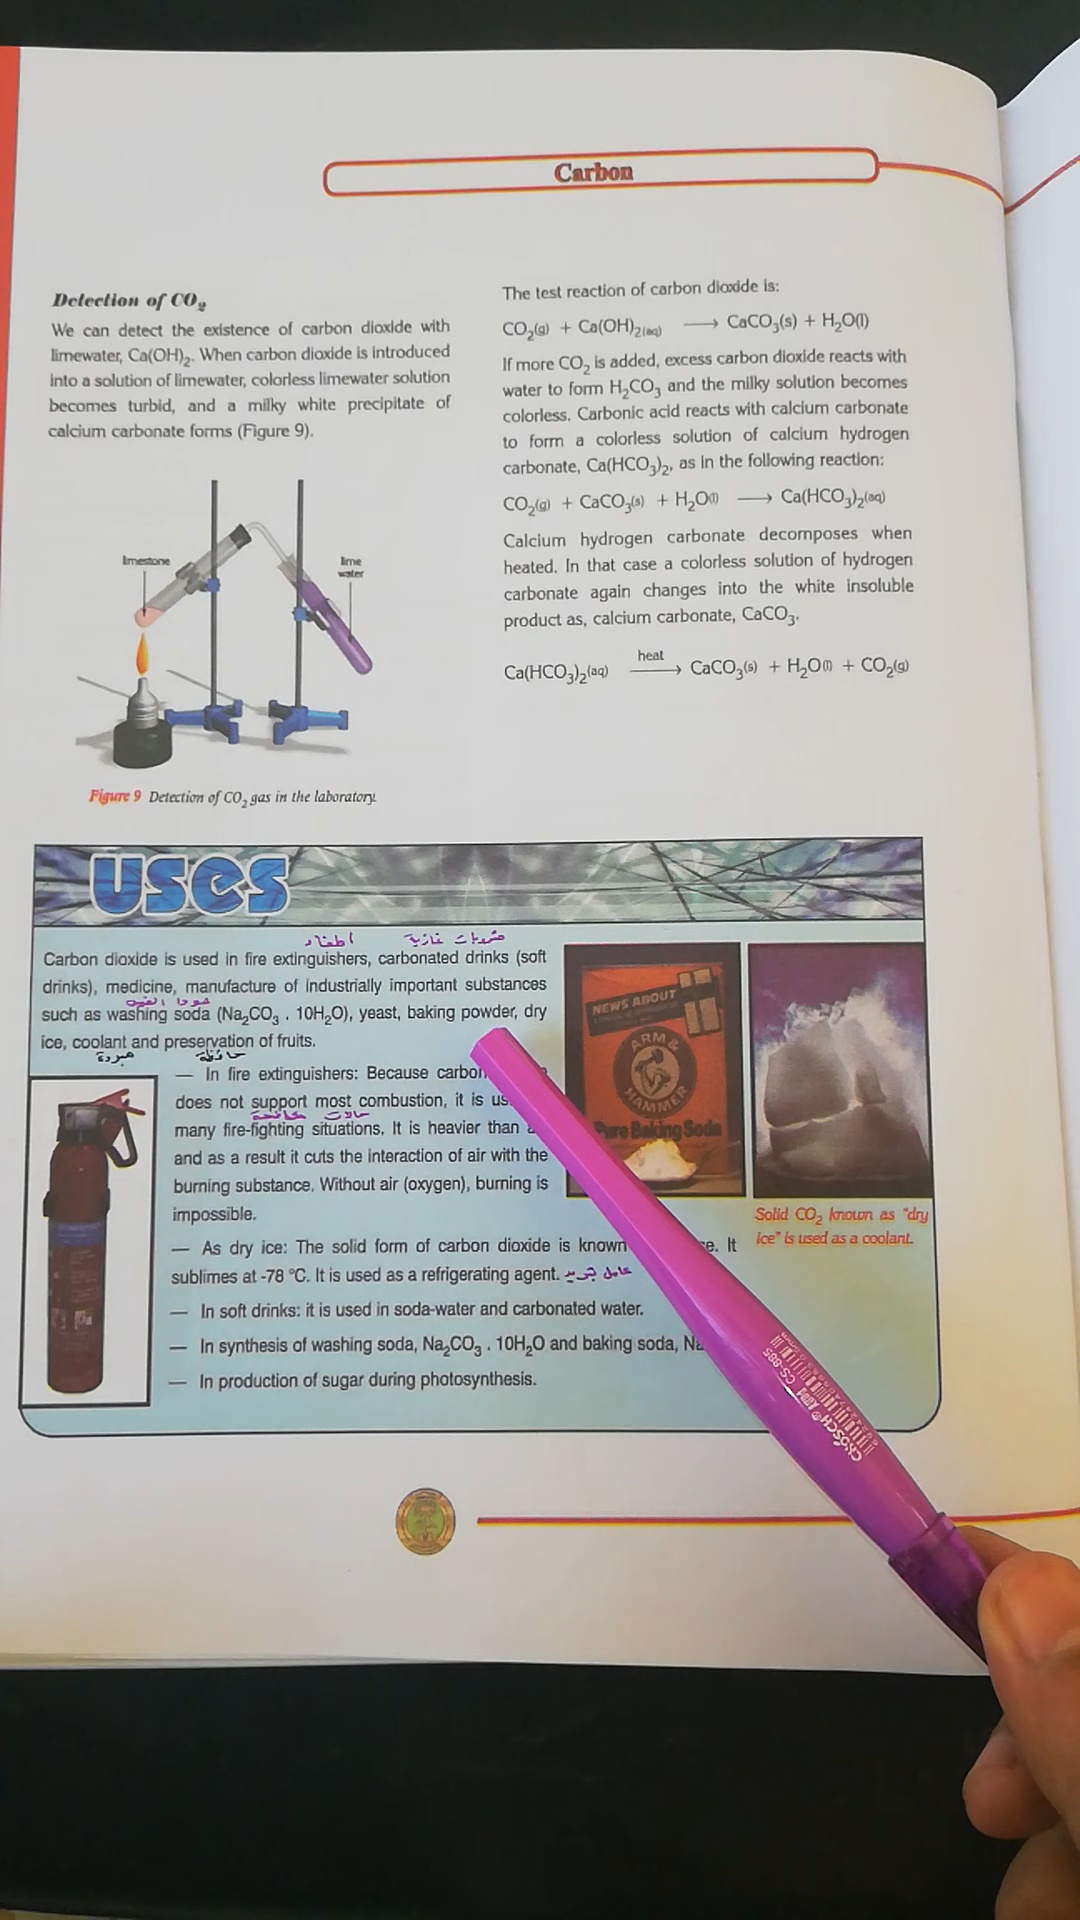 Carbon
Detection of CO₂
We can detect the existence of carbon dioxide with
limewater, Ca(OH)₂. When carbon dioxide is introduced
into a solution of limewater, colorless limewater solution
becomes turbid, and a milky white precipitate of
calcium carbonate forms (Figure 9).
limestone
lime
water
Figure 9 Detection of CO₂ gas in the laboratory.
The test reaction of carbon dioxide is:
CO₂(g) + Ca(OH)₂(aq) ⟶ CaCO₃(s) + H₂O(l)
If more CO₂ is added, excess carbon dioxide reacts with
water to form H₂CO₃ and the milky solution becomes
colorless. Carbonic acid reacts with calcium carbonate
to form a colorless solution of calcium hydrogen
carbonate, Ca(HCO₃)₂, as in the following reaction:
CO₂(g) + CaCO₃(s) + H₂O(l) ⟶ Ca(HCO₃)₂(aq)
Calcium hydrogen carbonate decomposes when
heated. In that case a colorless solution of hydrogen
carbonate again changes into the white insoluble
product as, calcium carbonate, CaCO₃.
heat
Ca(HCO₃)₂(aq) ⟶ CaCO₃(s) + H₂O(l) + CO₂(g)
uses
مشروبات غازية اطفاء
Carbon dioxide is used in fire extinguishers, carbonated drinks (soft
drinks), medicine, manufacture of industrially important substances
such as washing soda (Na₂CO₃ . 10H₂O), yeast, baking powder, dry
ice, coolant and preservation of fruits.
مبردة حافظة
— In fire extinguishers: Because carbon
does not support most combustion, it is
حالات مكافحة
many fire-fighting situations. It is heavier than
and as a result it cuts the interaction of air with the
burning substance. Without air (oxygen), burning is
impossible.
— As dry ice: The solid form of carbon dioxide is known It
sublimes at -78 °C. It is used as a refrigerating agent. عامل تبريد
— In soft drinks: it is used in soda-water and carbonated water.
— In synthesis of washing soda, Na₂CO₃ . 10H₂O and baking soda,
— In production of sugar during photosynthesis.
NEWS ABOUT
ARM &
HAMMER
Pure Baking Soda
Solid CO₂ known as "dry
ice" is used as a coolant.
CHOSCH
CS-885